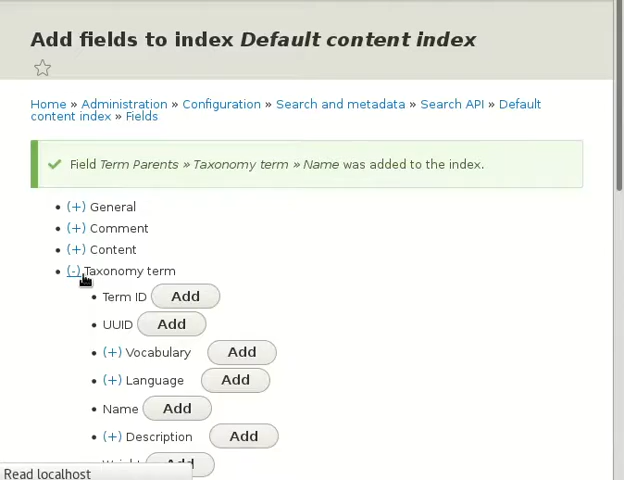 Add fields to index Default content index
Home » Administration » Configuration » Search and metadata » Search API » Default
content index » Fields
Field Term Parents » Taxonomy term » Name was added to the index.
(+) General
(+) Comment
(+) Content
(-) Taxonomy term
Term ID Add
UUID Add
(+) Vocabulary Add
(+) Language Add
Name Add
(+) Description Add
Weight Add
Read localhost